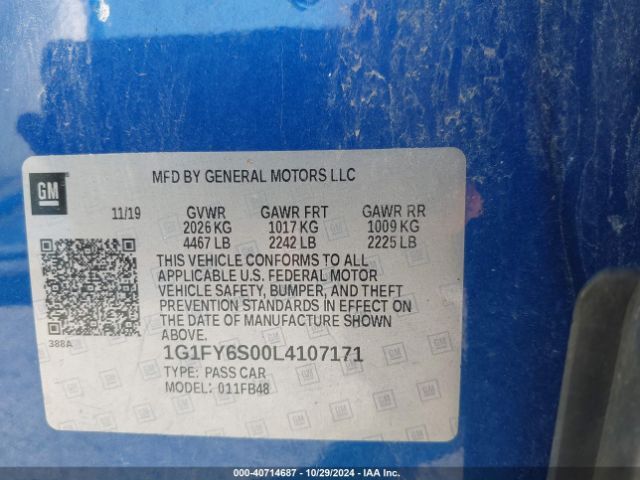 GM
MFD BY GENERAL MOTORS LLC
11/19 GVWR GAWR FRT GAWR RR
2026 KG 1017 KG 1009 KG
4467 LB 2242 LB 2225 LB
THIS VEHICLE CONFORMS TO ALL
APPLICABLE U.S. FEDERAL MOTOR
VEHICLE SAFETY, BUMPER, AND THEFT
PREVENTION STANDARDS IN EFFECT ON
THE DATE OF MANUFACTURE SHOWN
ABOVE.
388A
1G1FY6S00L4107171
TYPE: PASS CAR
MODEL: 011FB48
000-40714687 - 10/29/2024 - IAA Inc.